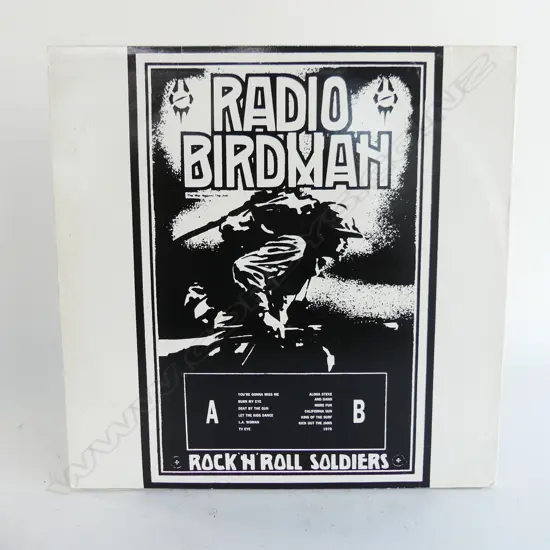 RADIO
BIRDMAN
A
YOU'RE GONNA MISS ME
BURN MY EYE
DEAT BY THE GUN
LET THE KIDS DANCE
L.A. WOMAN
TV EYE
ALOHA STEVE
AND DANO
MORE FUN
CALIFORNIA SUN
KING OF THE SURF
KICK OUT THE JAMS
1970
B
ROCK'N'ROLL SOLDIERS